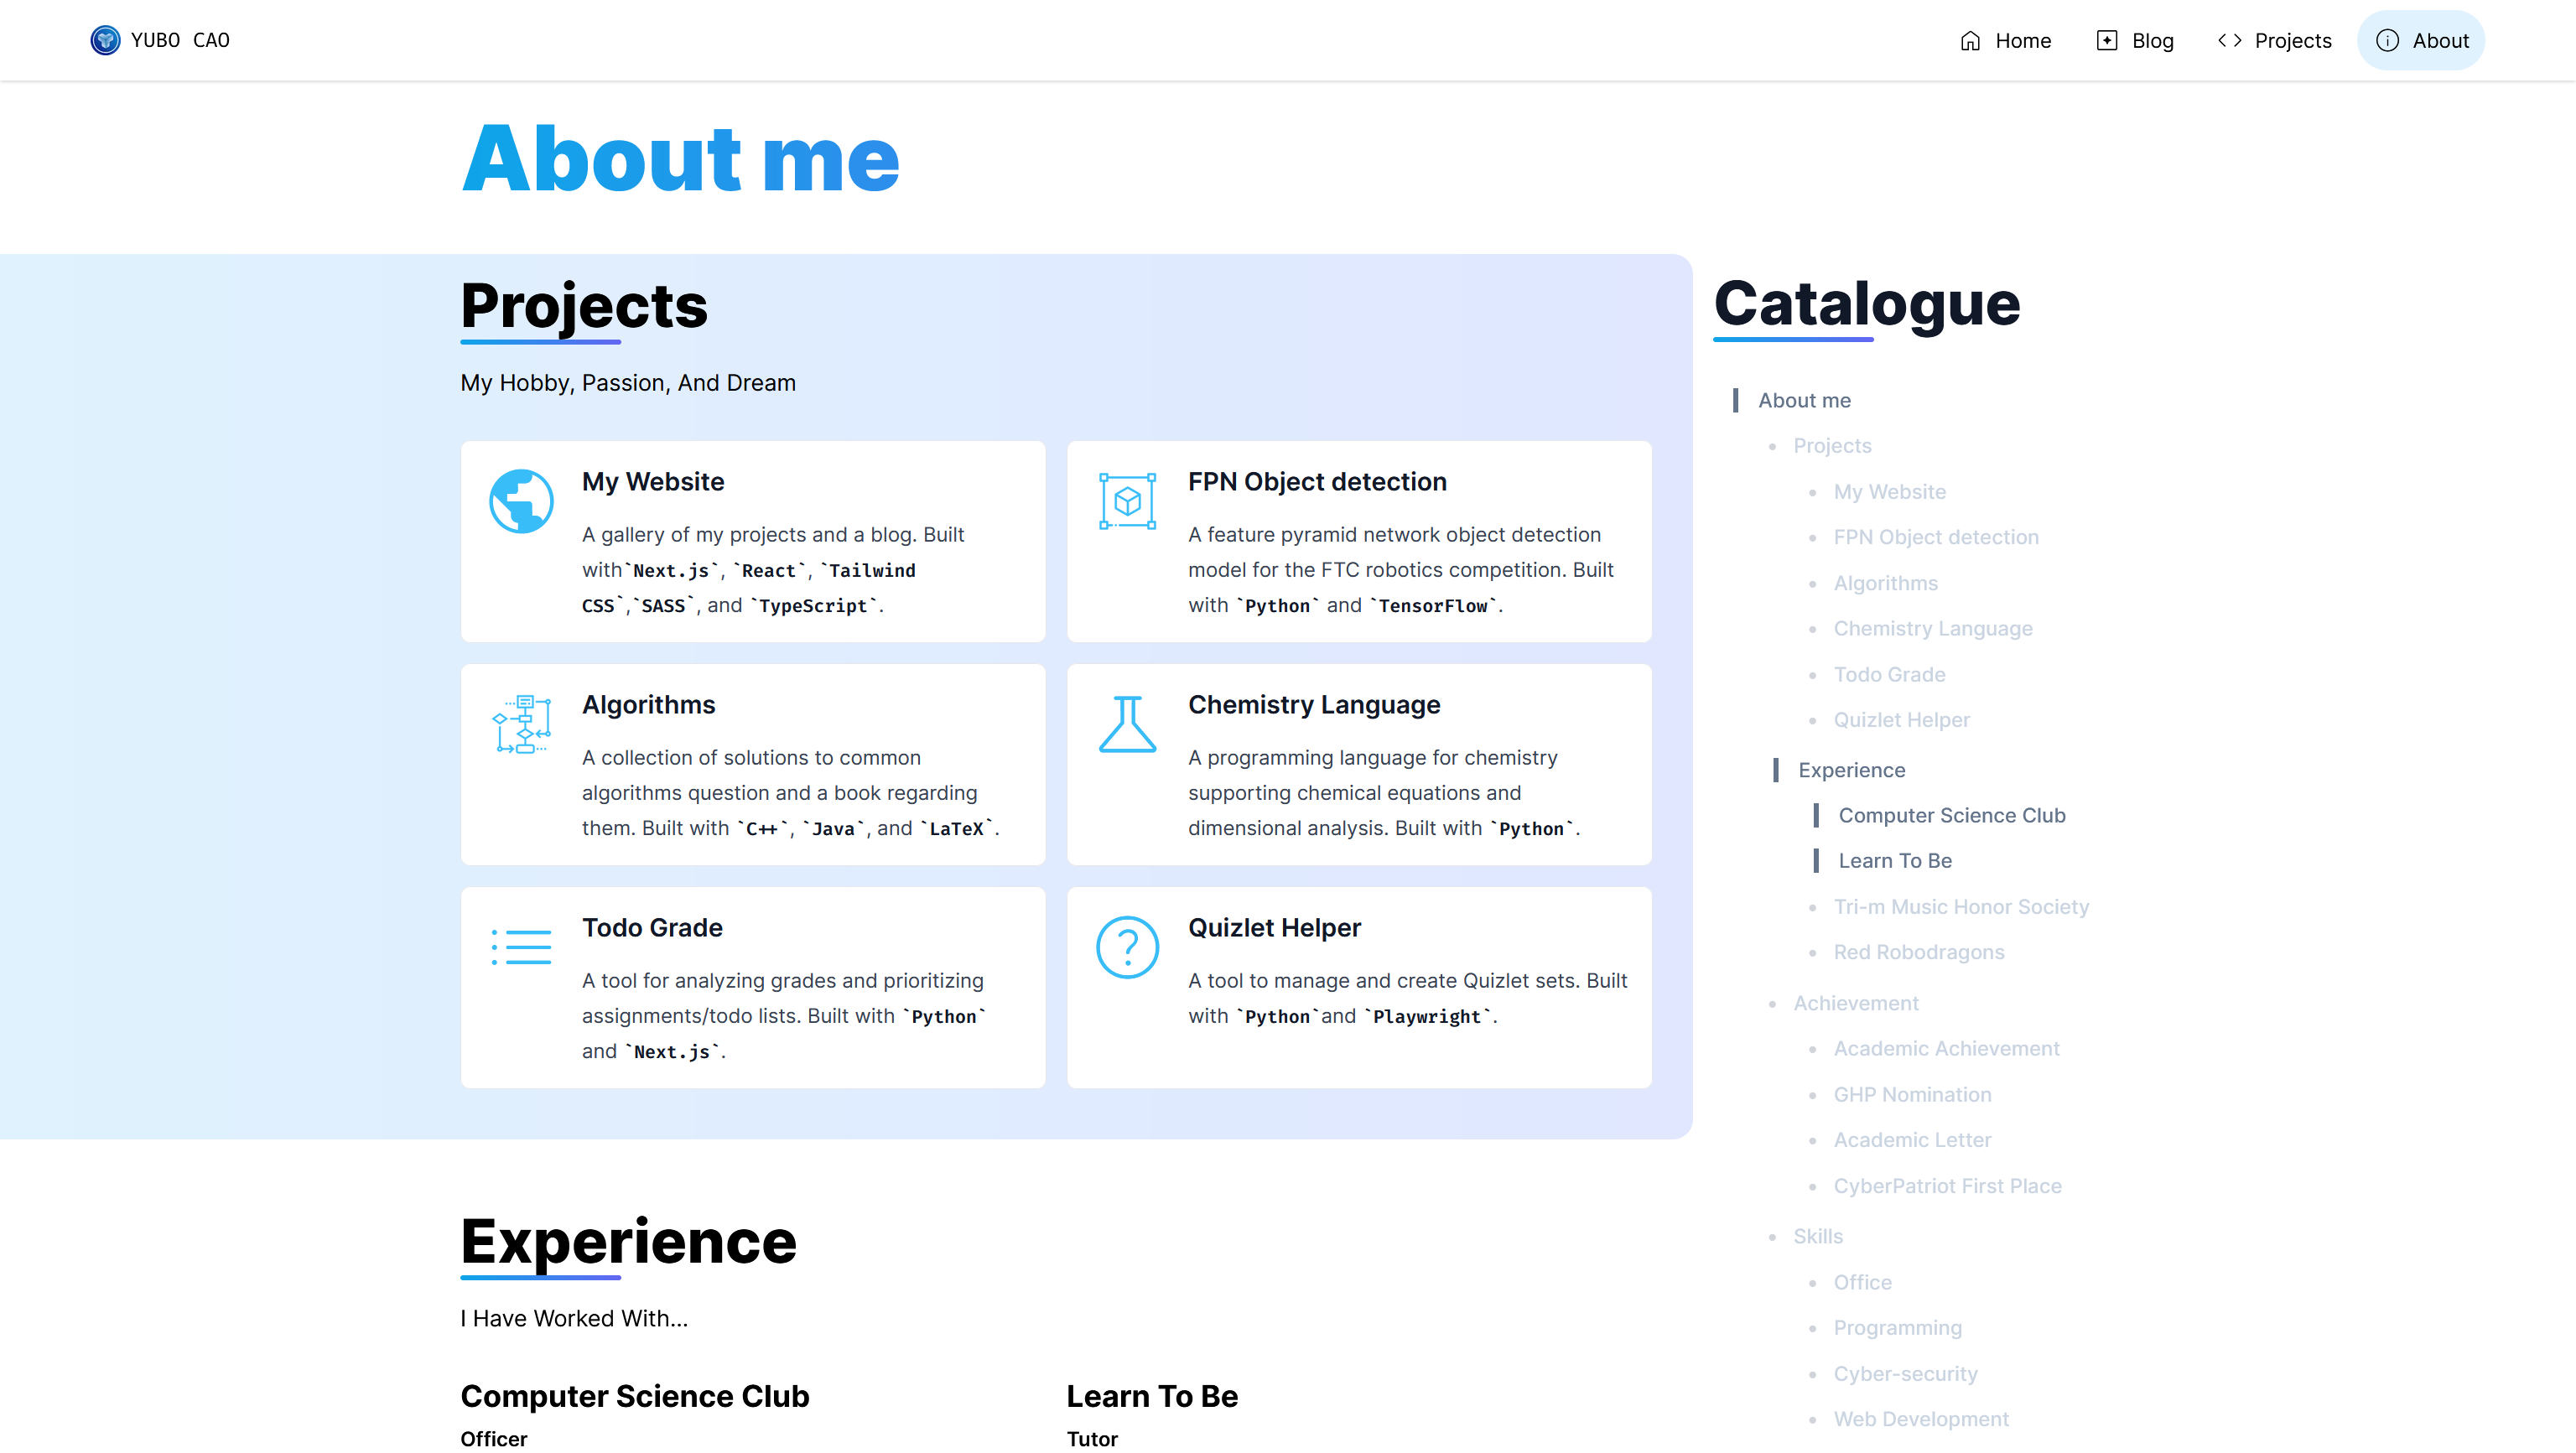 YUBO CAO
Home
Blog
Projects
About
About me
Projects
My Hobby, Passion, And Dream
My Website
A gallery of my projects and a blog. Built
with`Next.js`, `React`, `Tailwind
CSS`,`SASS`, and `TypeScript`.
FPN Object detection
A feature pyramid network object detection
model for the FTC robotics competition. Built
with `Python` and `TensorFlow`.
Algorithms
A collection of solutions to common
algorithms question and a book regarding
them. Built with `C++`, `Java`, and `LaTeX`.
Chemistry Language
A programming language for chemistry
supporting chemical equations and
dimensional analysis. Built with `Python`.
Todo Grade
A tool for analyzing grades and prioritizing
assignments/todo lists. Built with `Python`
and `Next.js`.
Quizlet Helper
A tool to manage and create Quizlet sets. Built
with `Python`and `Playwright`.
Experience
I Have Worked With...
Computer Science Club
Officer
Learn To Be
Tutor
Catalogue
About me
Projects
My Website
FPN Object detection
Algorithms
Chemistry Language
Todo Grade
Quizlet Helper
Experience
Computer Science Club
Learn To Be
Tri-m Music Honor Society
Red Robodragons
Achievement
Academic Achievement
GHP Nomination
Academic Letter
CyberPatriot First Place
Skills
Office
Programming
Cyber-security
Web Development